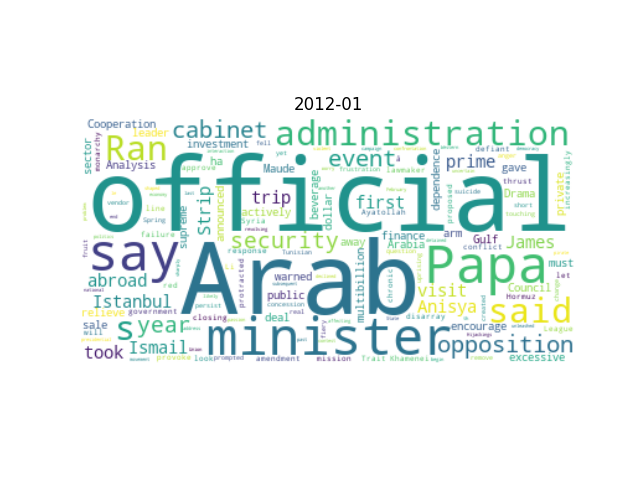 2012-01
Cooperation
Ran
leader
cabinet
administration
sector
monarchy
Analysis
investment
ha
approve
yet
fell
event
prime
lawmaker
frustration
defiant
gave
thrust
private
increasingly
official
Maude
trip
Strip
announced
supreme
actively
Syria
beverage
dollar
first
Ayatollah
dependence
proposed
suicide
Drama
short
touching
say
Arab
security
away
finance
Arabia
arm
Gulf
conflict
James
must
Spring
failure
line
response
Tunisian
warned
protracted
multibillion
chronic
Papa
Council
Hormuz
let
abroad
red
public
concession
visit
Anisya
created
said
League
Istanbul
relieve
government
closing
deal
real
subsequent
disarray
encourage
sale
will
vendor
persist
s
year
minister
opposition
took
Ismail
provoke
look
prompted
amendment
mission
Trait
Khamenei
remove
excessive